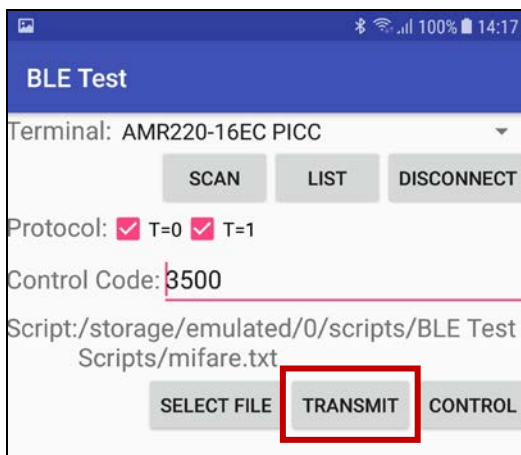 100% 14:17
BLE Test
Terminal: AMR220-16EC PICC
SCAN LIST DISCONNECT
Protocol: T=0 T=1
Control Code: 3500
Script:/storage/emulated/0/scripts/BLE Test
Scripts/mifare.txt
SELECT FILE TRANSMIT CONTROL